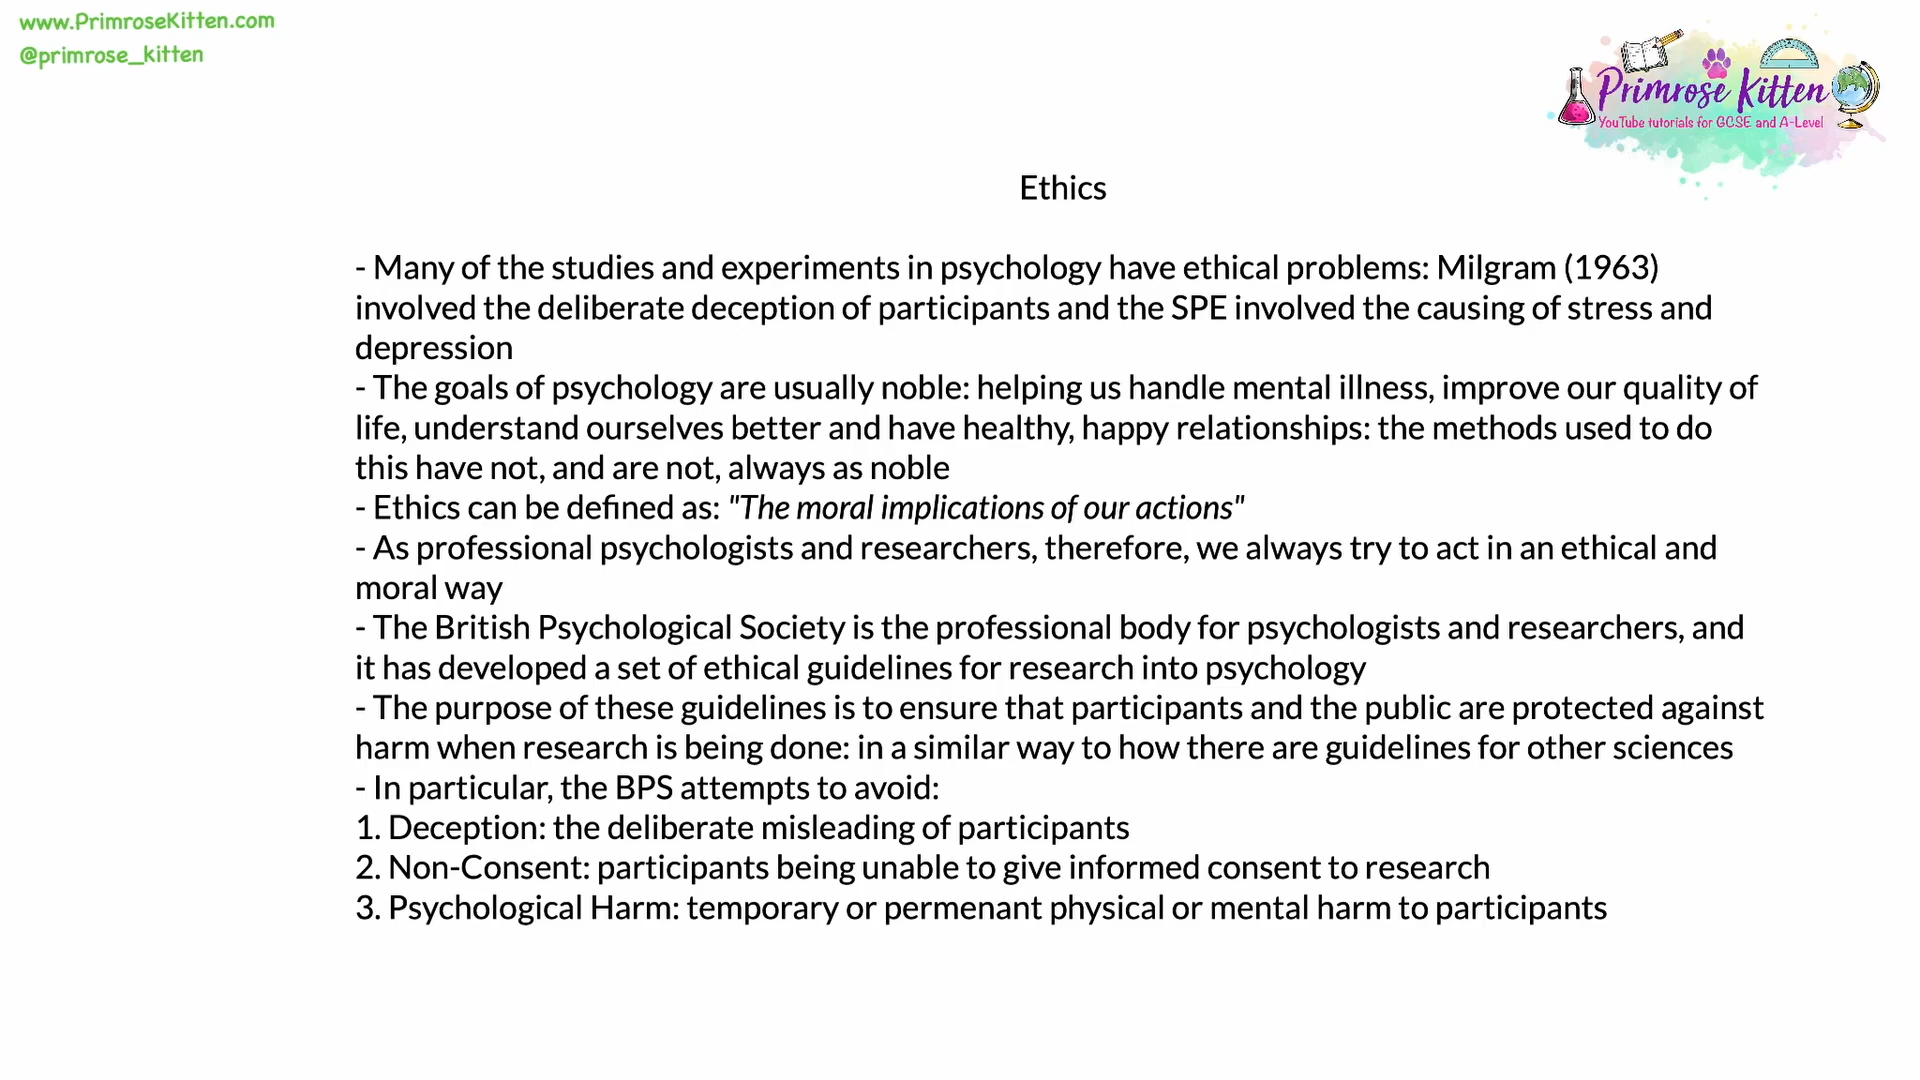 www.PrimroseKitten.com
@primrose_kitten
Primrose Kitten
YouTube tutorials for GCSE and A-Level
Ethics
- Many of the studies and experiments in psychology have ethical problems: Milgram (1963)
involved the deliberate deception of participants and the SPE involved the causing of stress and
depression
- The goals of psychology are usually noble: helping us handle mental illness, improve our quality of
life, understand ourselves better and have healthy, happy relationships: the methods used to do
this have not, and are not, always as noble
- Ethics can be defined as: "The moral implications of our actions"
- As professional psychologists and researchers, therefore, we always try to act in an ethical and
moral way
- The British Psychological Society is the professional body for psychologists and researchers, and
it has developed a set of ethical guidelines for research into psychology
- The purpose of these guidelines is to ensure that participants and the public are protected against
harm when research is being done: in a similar way to how there are guidelines for other sciences
- In particular, the BPS attempts to avoid:
1. Deception: the deliberate misleading of participants
2. Non-Consent: participants being unable to give informed consent to research
3. Psychological Harm: temporary or permenant physical or mental harm to participants